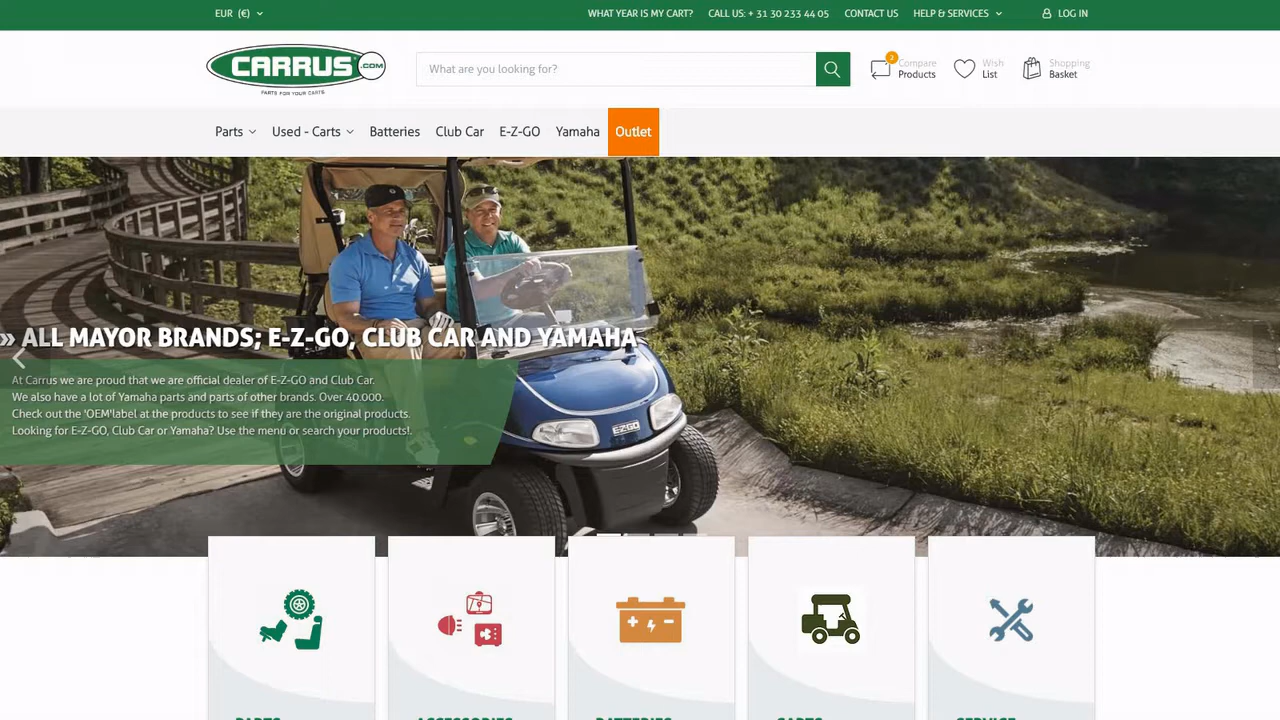 EUR (€)
WHAT YEAR IS MY CART?
CALL US: + 31 30 233 44 05
CONTACT US
HELP & SERVICES
LOG IN
CARRUS .COM
PARTS FOR YOUR CARTS
What are you looking for?
2
Compare
Products
Wish
List
Shopping
Basket
Parts
Used - Carts
Batteries
Club Car
E-Z-GO
Yamaha
Outlet
» ALL MAYOR BRANDS; E-Z-GO, CLUB CAR AND YAMAHA
At Carrus we are proud that we are official dealer of E-Z-GO and Club Car.
We also have a lot of Yamaha parts and parts of other brands. Over 40.000.
Check out the 'OEM'label at the products to see if they are the original products.
Looking for E-Z-GO, Club Car or Yamaha? Use the menu or search your products!.
EZGO
PARTS
ACCESSORIES
BATTERIES
CARTS
SERVICE